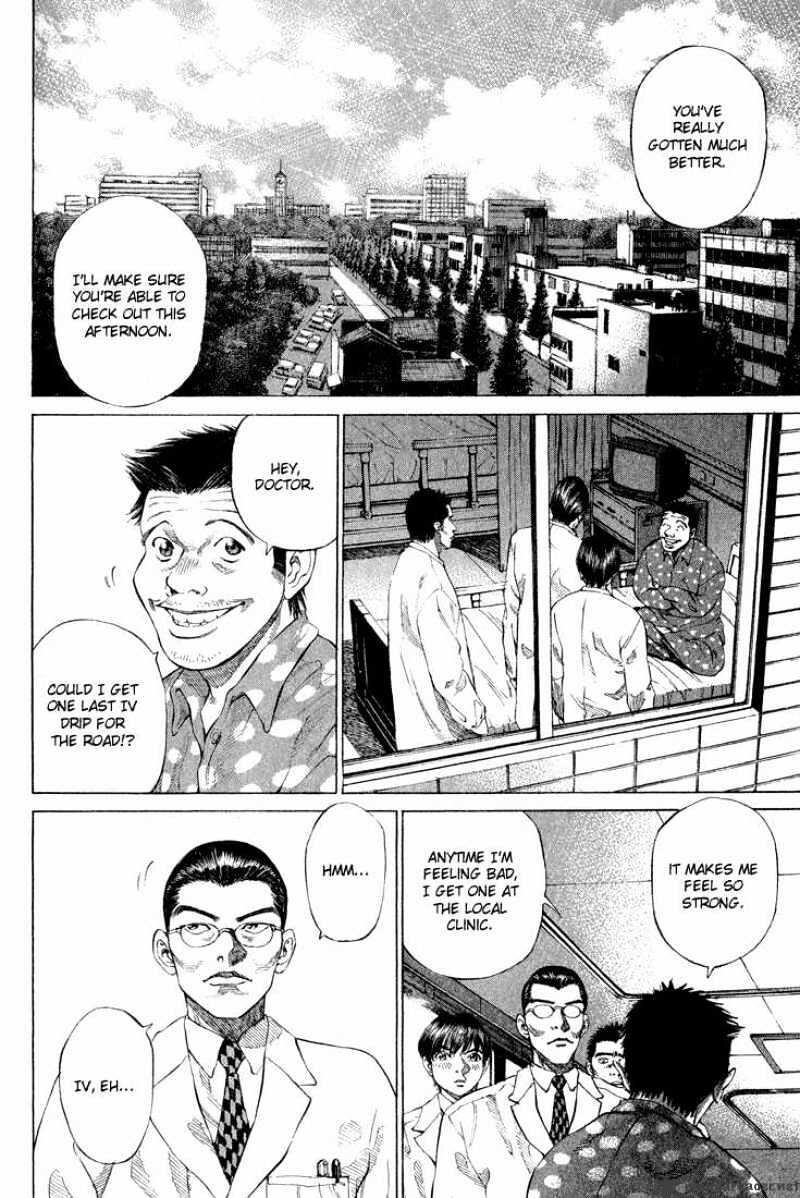 YOU'VE
REALLY
GOTTEN MUCH
BETTER.
I'LL MAKE SURE
YOU'RE ABLE TO
CHECK OUT THIS
AFTERNOON.
HEY,
DOCTOR.
COULD I GET
ONE LAST IV
DRIP FOR
THE ROAD!?
IT MAKES ME
FEEL SO
STRONG.
ANYTIME I'M
FEELING BAD,
I GET ONE AT
THE LOCAL
CLINIC.
HMM...
IV, EH...